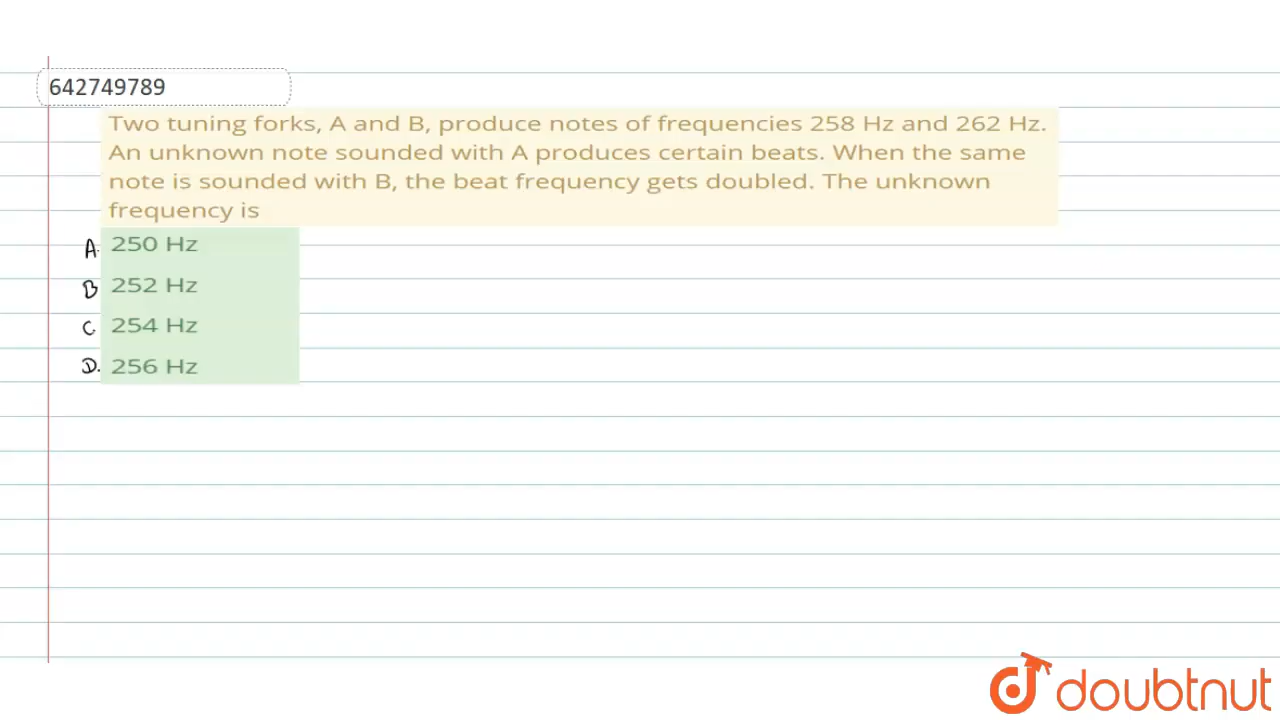 642749789
Two tuning forks, A and B, produce notes of frequencies 258 Hz and 262 Hz.
An unknown note sounded with A produces certain beats. When the same
note is sounded with B, the beat frequency gets doubled. The unknown
frequency is
A. 250 Hz
B 252 Hz
C. 254 Hz
D. 256 Hz
doubtnut